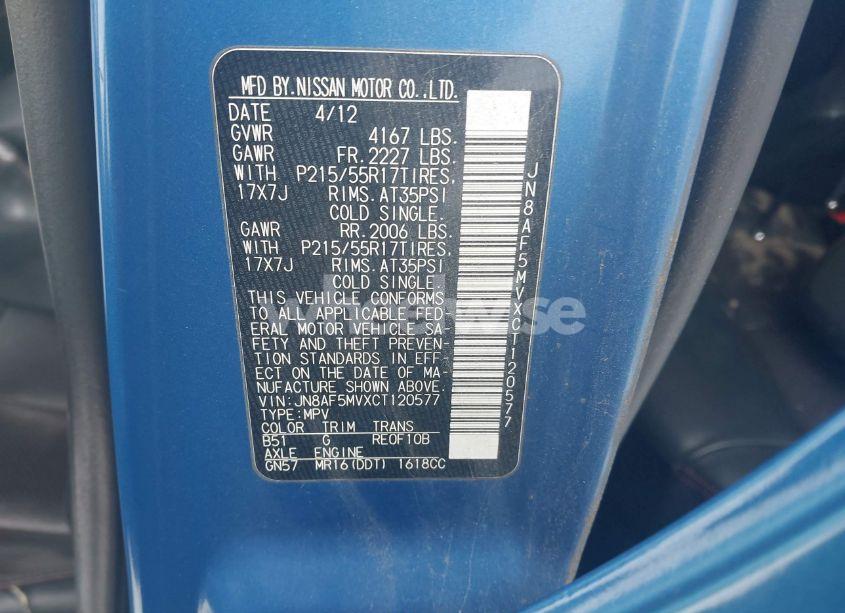 MFD BY.NISSAN MOTOR CO.,LTD.
DATE 4/12
GVWR 4167 LBS.
GAWR FR.2227 LBS.
WITH P215/55R17TIRES,
17X7J RIMS.AT35PSI
COLD SINGLE.
GAWR RR.2006 LBS.
WITH P215/55R17TIRES,
17X7J RIMS.AT35PSI
COLD SINGLE.
THIS VEHICLE CONFORMS
TO ALL APPLICABLE FED-
ERAL MOTOR VEHICLE SA-
FETY AND THEFT PREVEN-
TION STANDARDS IN EFF
ECT ON THE DATE OF MA-
NUFACTURE SHOWN ABOVE.
VIN:JN8AF5MVXCT120577
TYPE:MPV
COLOR TRIM TRANS
B51 G RE0F10B
AXLE ENGINE
GN57 MR16(DDT) 1618CC
JN8AF5MVXCT120577